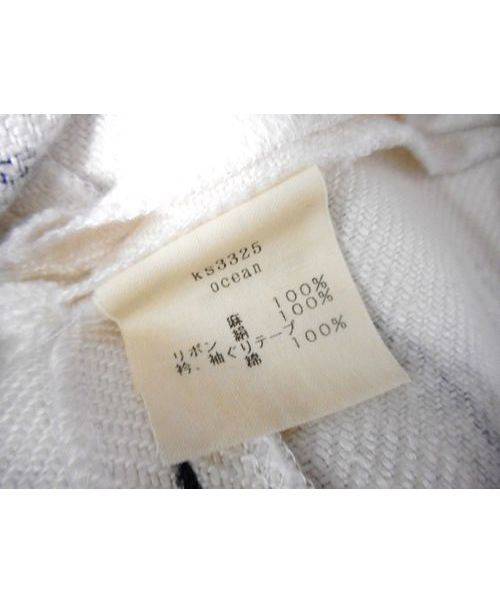 ks3325
ocean
麻 100%
リボン 絹 100%
衿、袖ぐりテープ
綿 100%